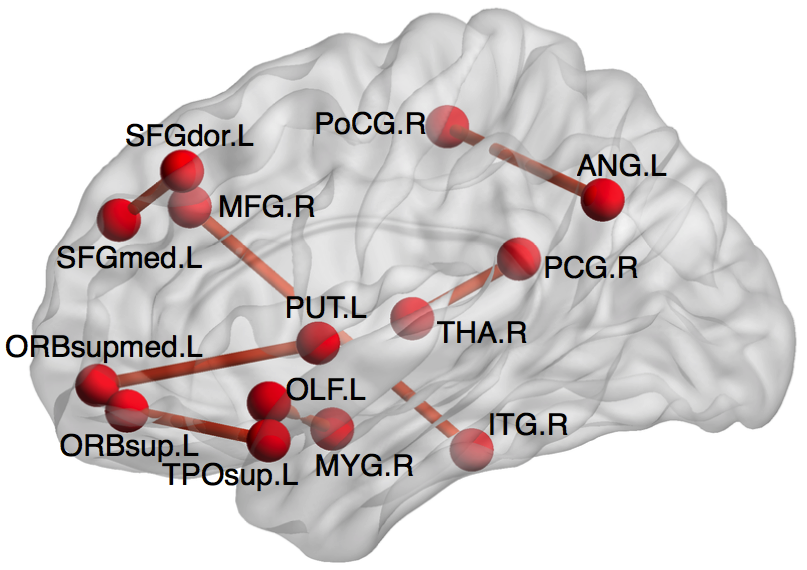 PoCG.R
SFGdor.L
ANG.L
MFG.R
SFGmed.L
PCG.R
PUT.L
THA.R
ORBsupmed.L
OLF.L
ITG.R
ORBsup.L
MYG.R
TPOsup.L